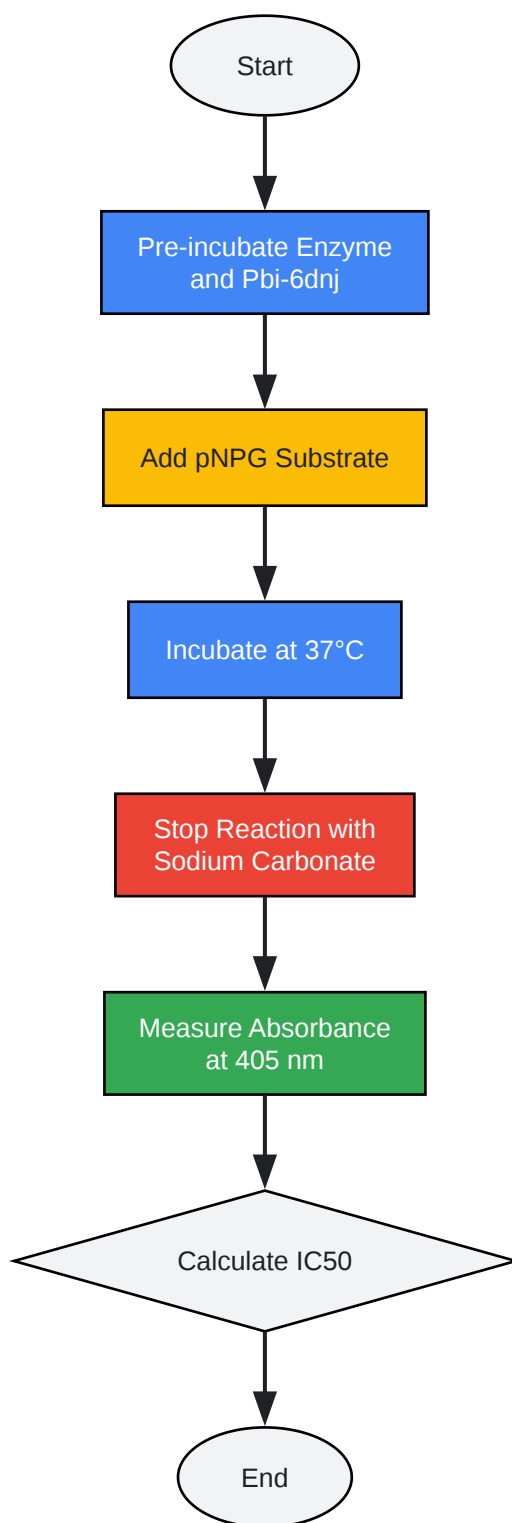 Start
Pre-incubate Enzyme
and Pbi-6dnj
Add pNPG Substrate
Incubate at 37°C
Stop Reaction with
Sodium Carbonate
Measure Absorbance
at 405 nm
Calculate IC50
End